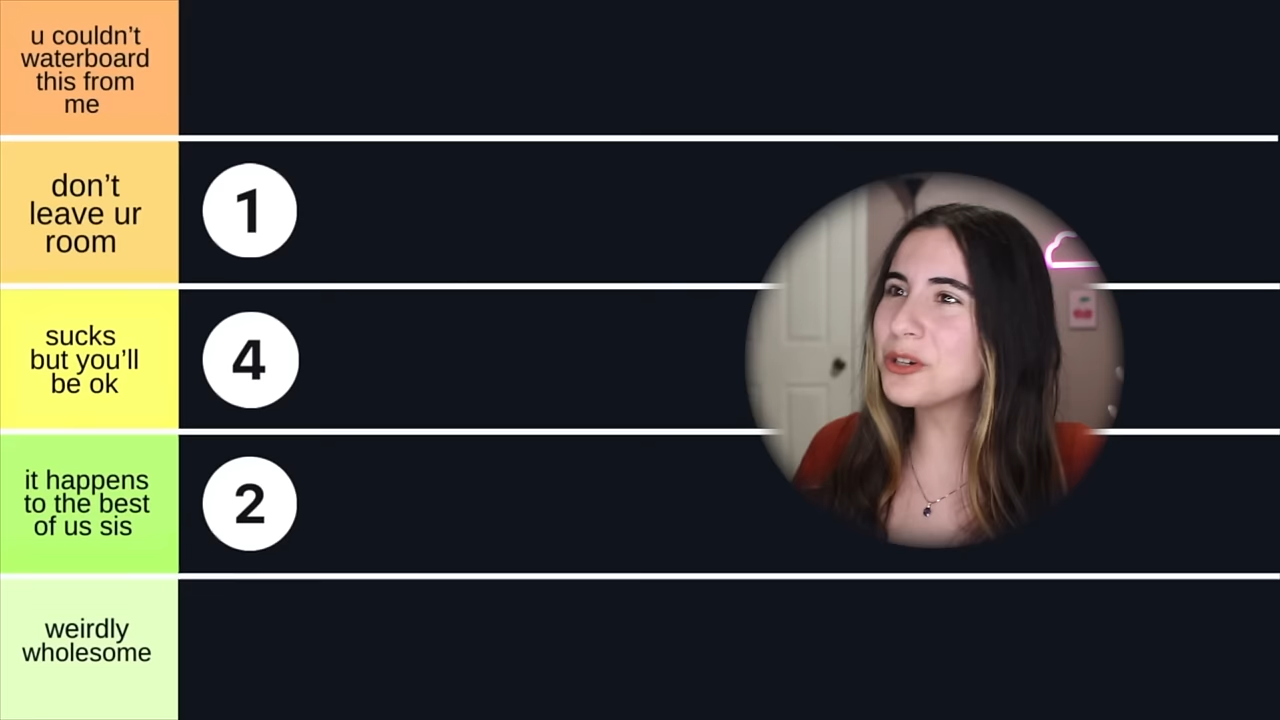 u couldn’t
waterboard
this from
me
don’t
leave ur
room
1
sucks
but you’ll
be ok
4
it happens
to the best
of us sis
2
weirdly
wholesome